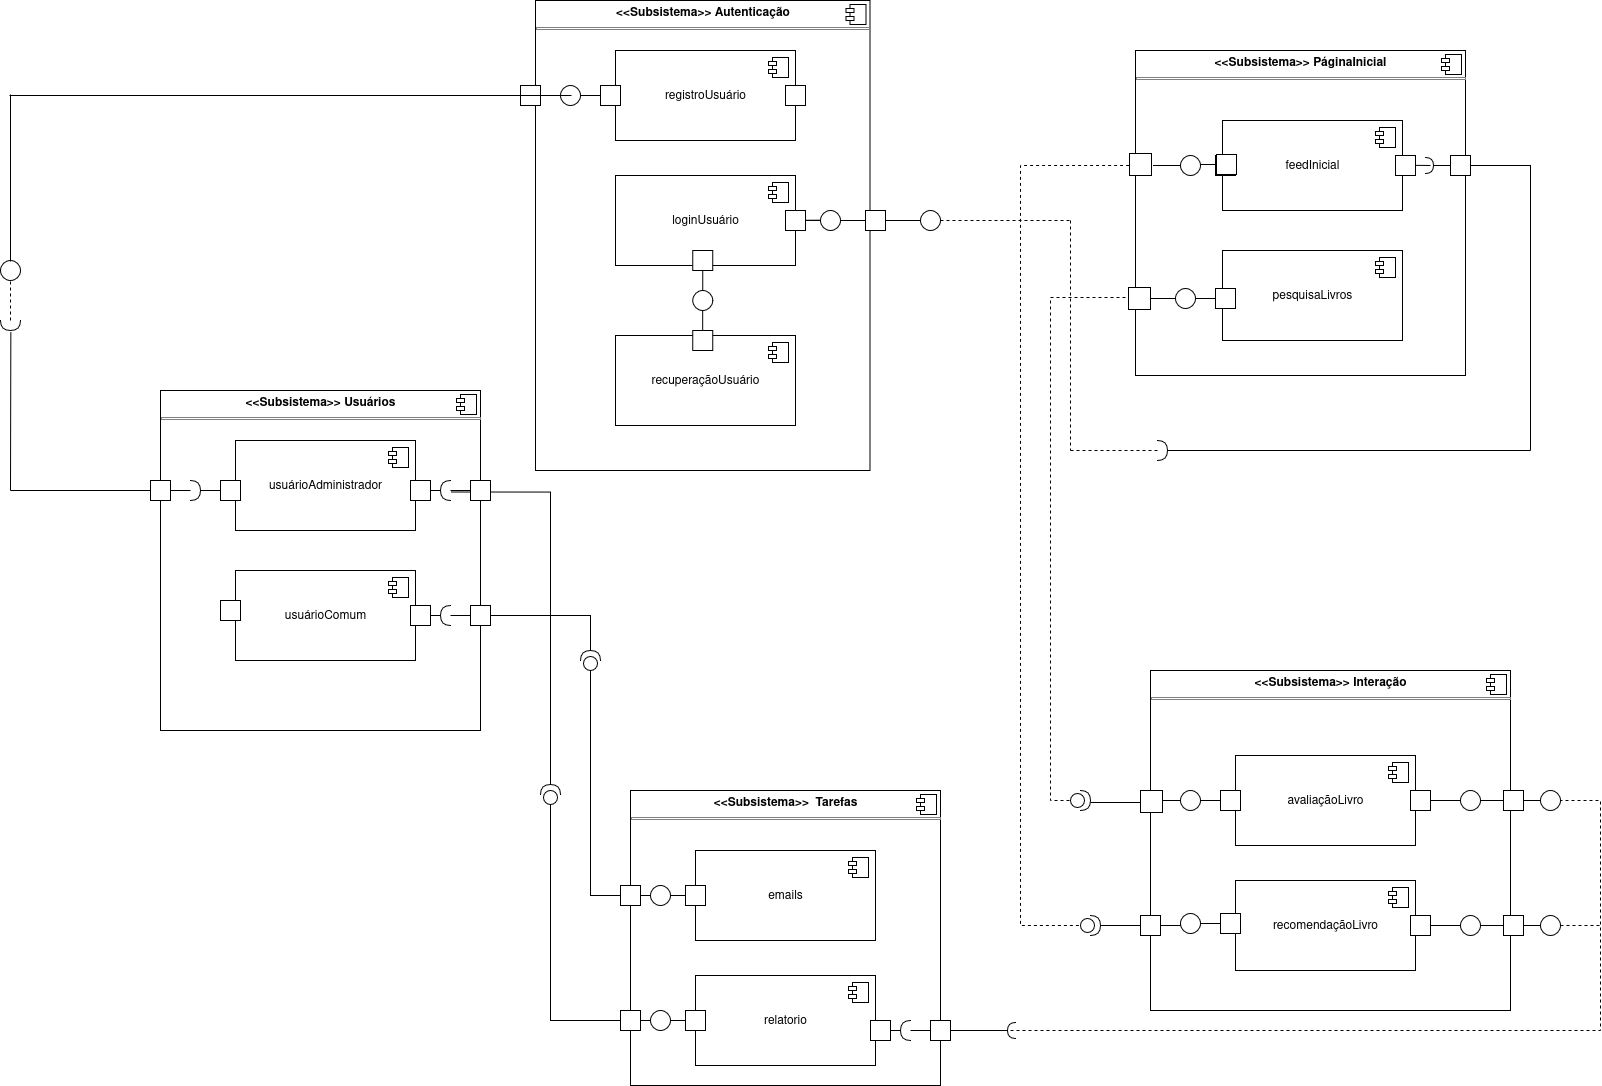 <<Subsistema>> Autenticação
registroUsuário
loginUsuário
recuperaçãoUsuário
<<Subsistema>> PáginaInicial
feedInicial
pesquisaLivros
<<Subsistema>> Usuários
usuárioAdministrador
usuárioComum
<<Subsistema>> Interação
avaliaçãoLivro
recomendaçãoLivro
<<Subsistema>> Tarefas
emails
relatorio